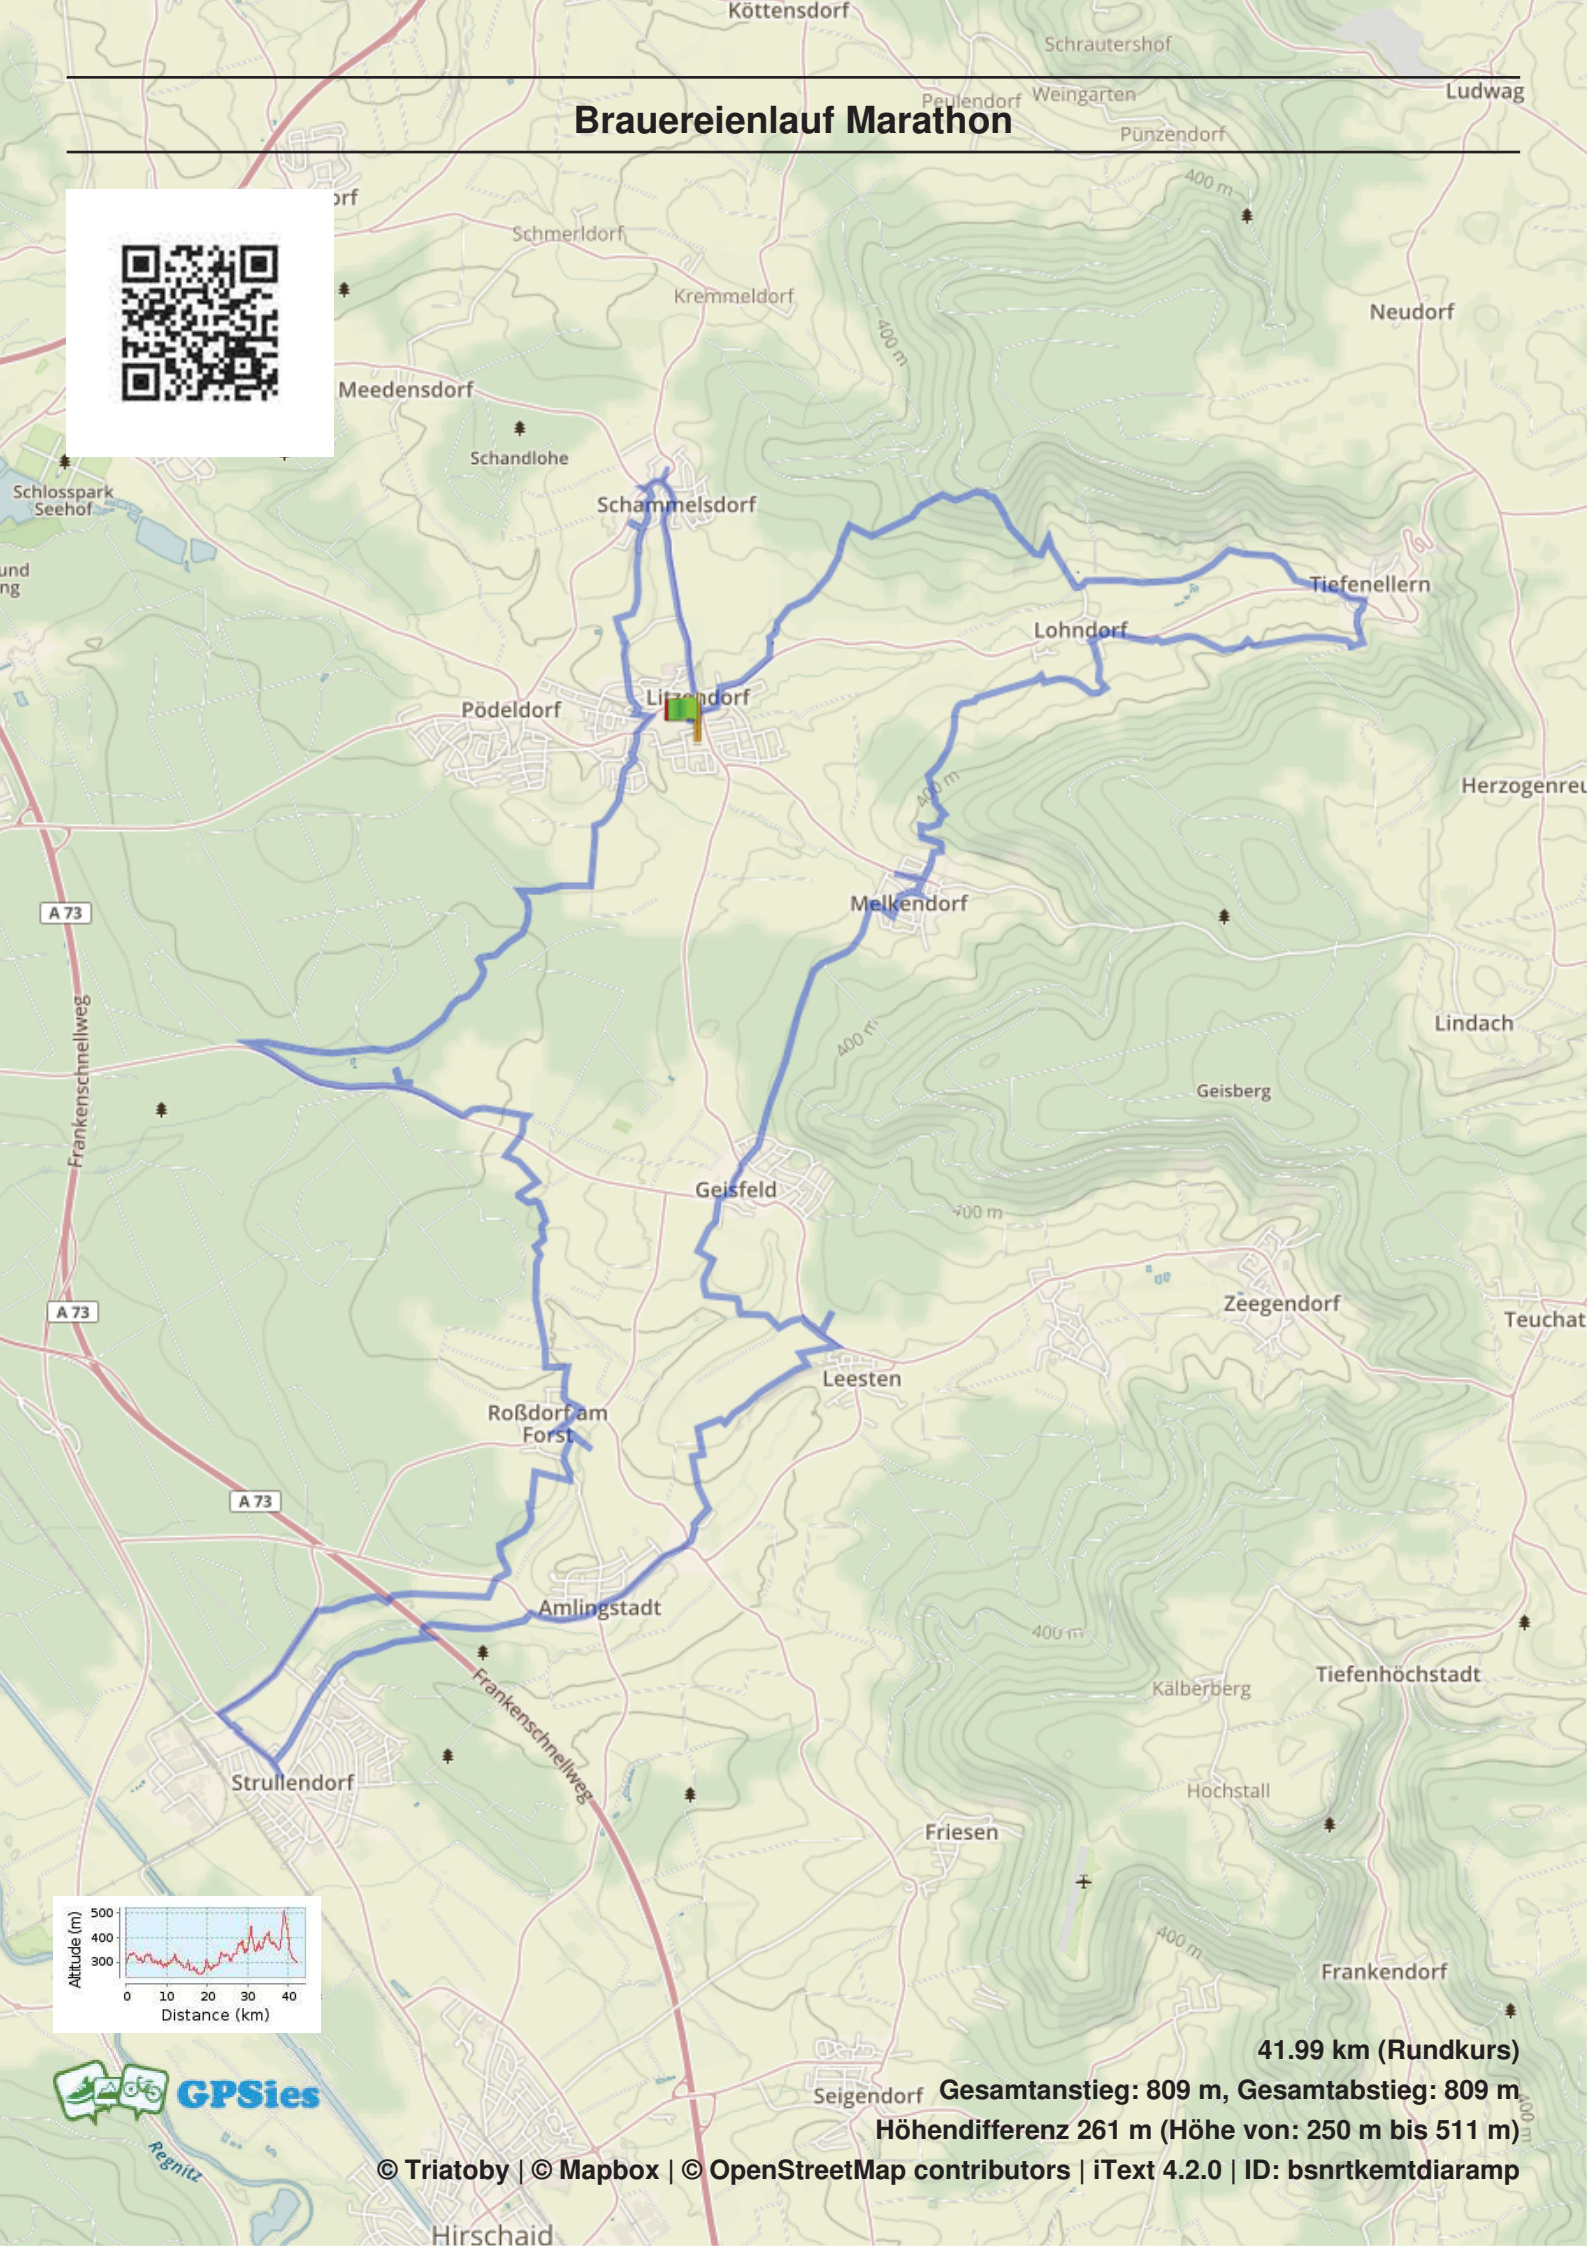 Köttensdorf
Schrautershof
Ludwag
Peulendorf
Weingarten
Brauereienlauf Marathon
Pünzendorf
400 m
orf
Schmerldorf
Kremmeldorf
Neudorf
400 m
Meedensdorf
Schandlohe
Schlosspark
Seehof
Schammelsdorf
und
ng
Tiefenellern
Lohndorf
Litzendorf
Pödeldorf
400 m
Herzogenreu
Melkendorf
A 73
Frankenschnellweg
Lindach
400 m
Geisberg
Geisfeld
400 m
Zeegendorf
A 73
Teuchat
Leesten
Roßdorf am
Forst
A 73
Amlingstadt
400 m
Frankenschnellweg
Tiefenhöchstadt
Kälberberg
Strullendorf
Hochstall
Friesen
400 m
Frankendorf
Altitude (m)
500
400
300
0 10 20 30 40
Distance (km)
41.99 km (Rundkurs)
GPSies
Seigendorf
Gesamtanstieg: 809 m, Gesamtabstieg: 809 m
400 m
Höhendifferenz 261 m (Höhe von: 250 m bis 511 m)
Regnitz
© Triatoby | © Mapbox | © OpenStreetMap contributors | iText 4.2.0 | ID: bsnrtkemtdiaramp
Hirschaid